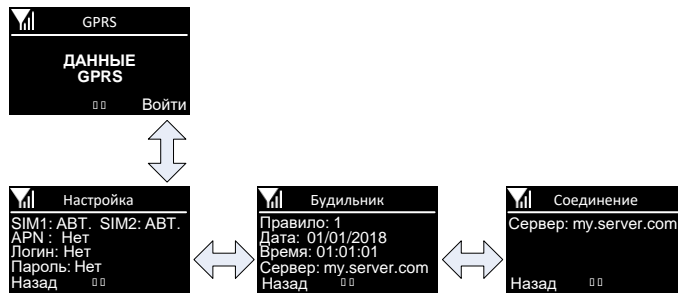 GPRS
ДАННЫЕ
GPRS
Войти
Настройка
SIM1: АВТ. SIM2: АВТ.
APN : Нет
Логин: Нет
Пароль: Нет
Назад
Будильник
Правило: 1
Дата: 01/01/2018
Время: 01:01:01
Сервер: my.server.com
Назад
Соединение
Сервер: my.server.com
Назад